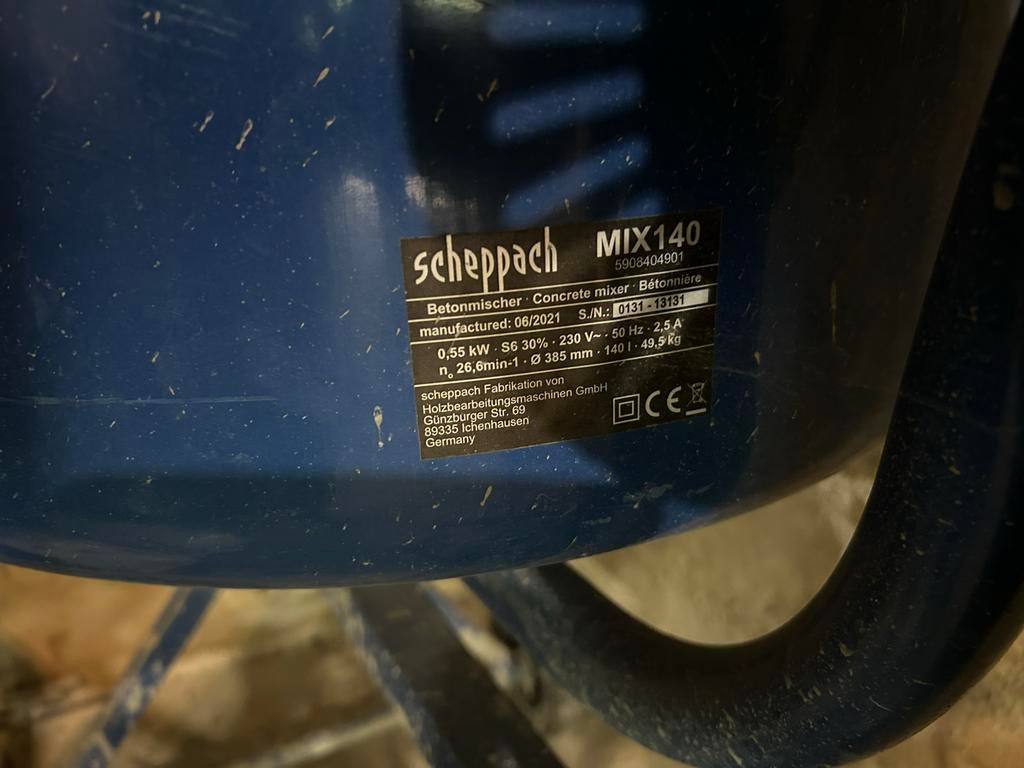 scheppach MIX140
5908404901
Betonmischer · Concrete mixer · Bétonnière
manufactured: 06/2021 S./N.: 0131 - 13131
0,55 kW · S6 30% · 230 V~ · 50 Hz · 2,5 A
n₀ 26,6min-1 · Ø 385 mm · 140 l · 49,5 kg
scheppach Fabrikation von
Holzbearbeitungsmaschinen GmbH
Günzburger Str. 69
89335 Ichenhausen
Germany
CE